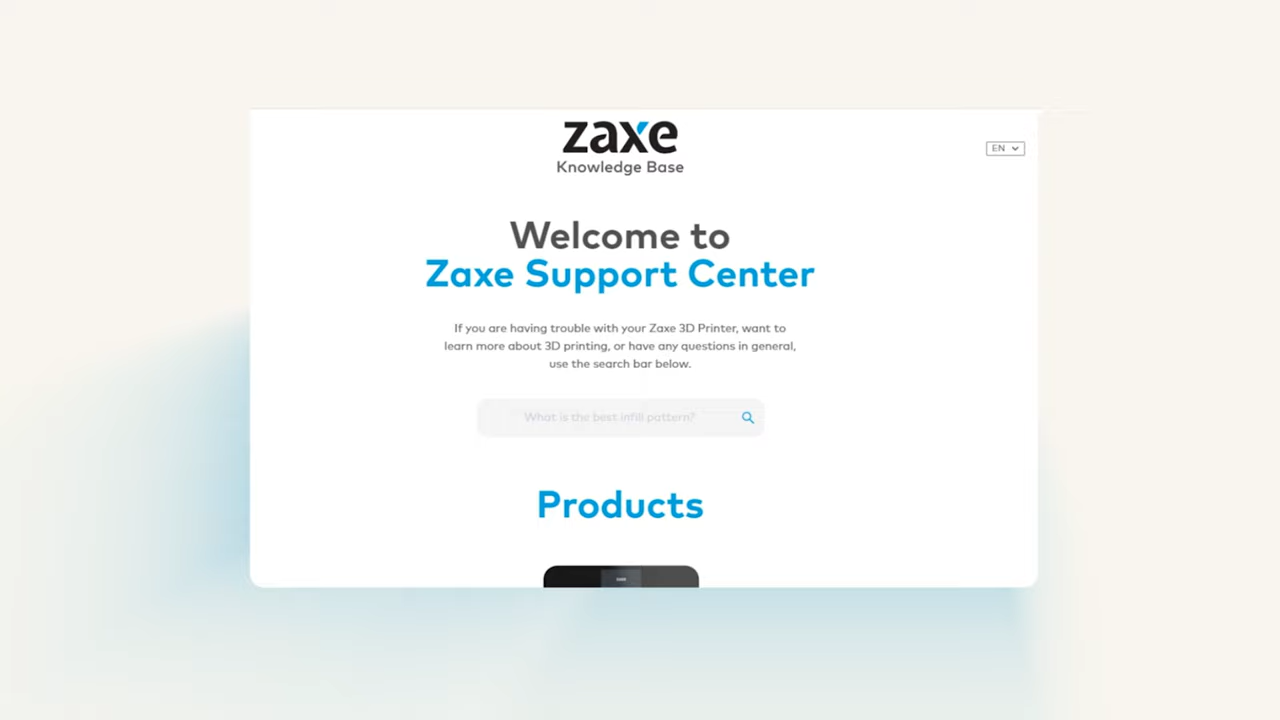 zaxe
Knowledge Base
EN
Welcome to
Zaxe Support Center
If you are having trouble with your Zaxe 3D Printer, want to
learn more about 3D printing, or have any questions in general,
use the search bar below.
What is the best infill pattern?
Products